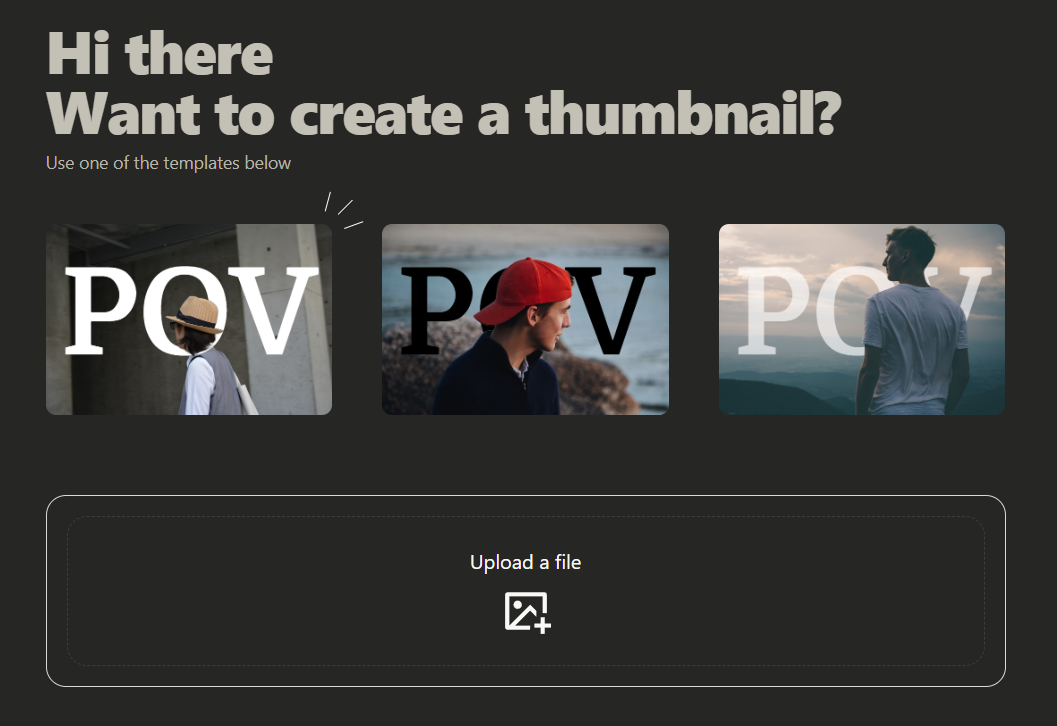 Hi there
Want to create a thumbnail?
Use one of the templates below
POV
POV
POV
Upload a file